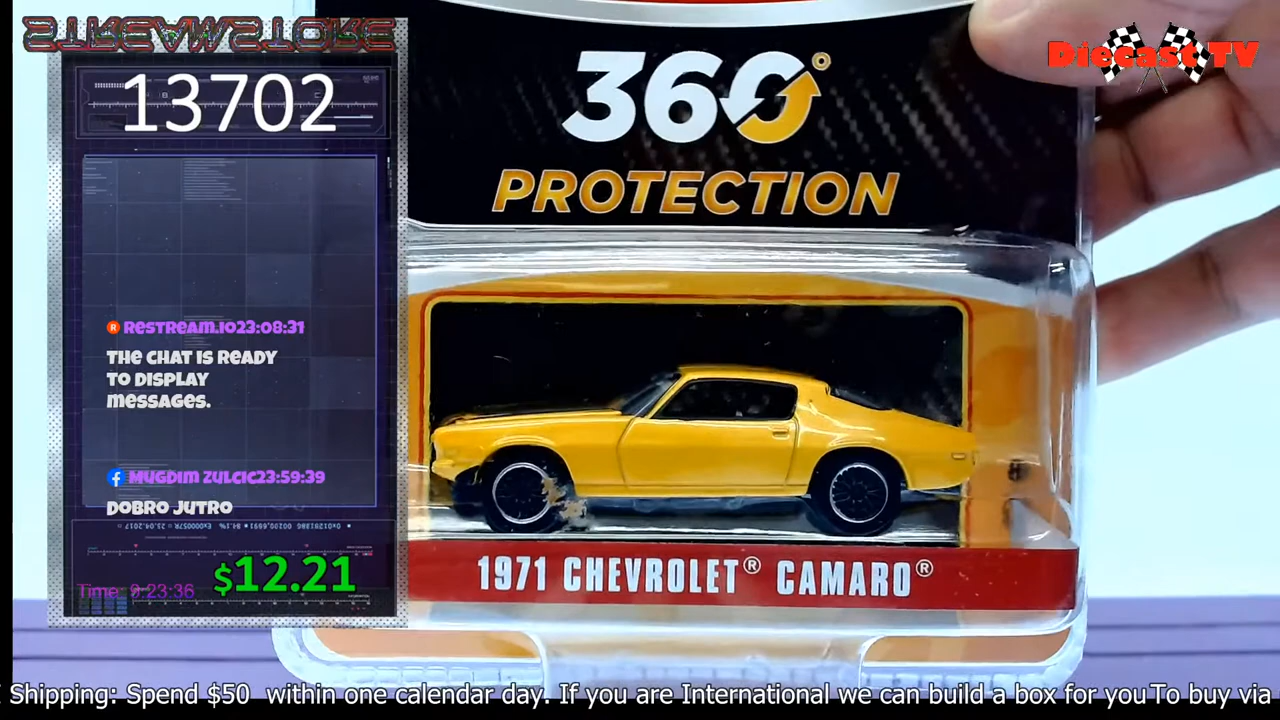 13702
RESTREAM.IO23:08:31
THE CHAT IS READY
TO DISPLAY
MESSAGES.
MUGDIM ZULCIC23:59:39
DOBRO JUTRO
Time: 9:23:36
$12.21
Diecast TV
360°
PROTECTION
1971 CHEVROLET® CAMARO®
Shipping: Spend $50 within one calendar day. If you are International we can build a box for you To buy via